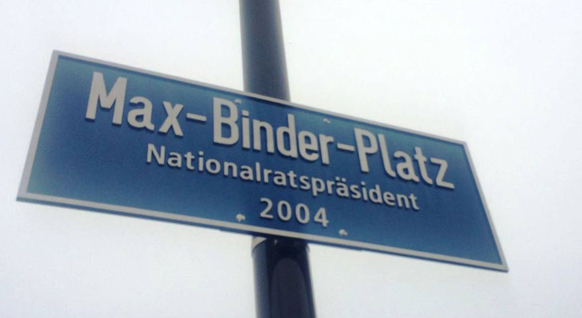 Max-Binder-Platz
Nationalratspräsident
2004